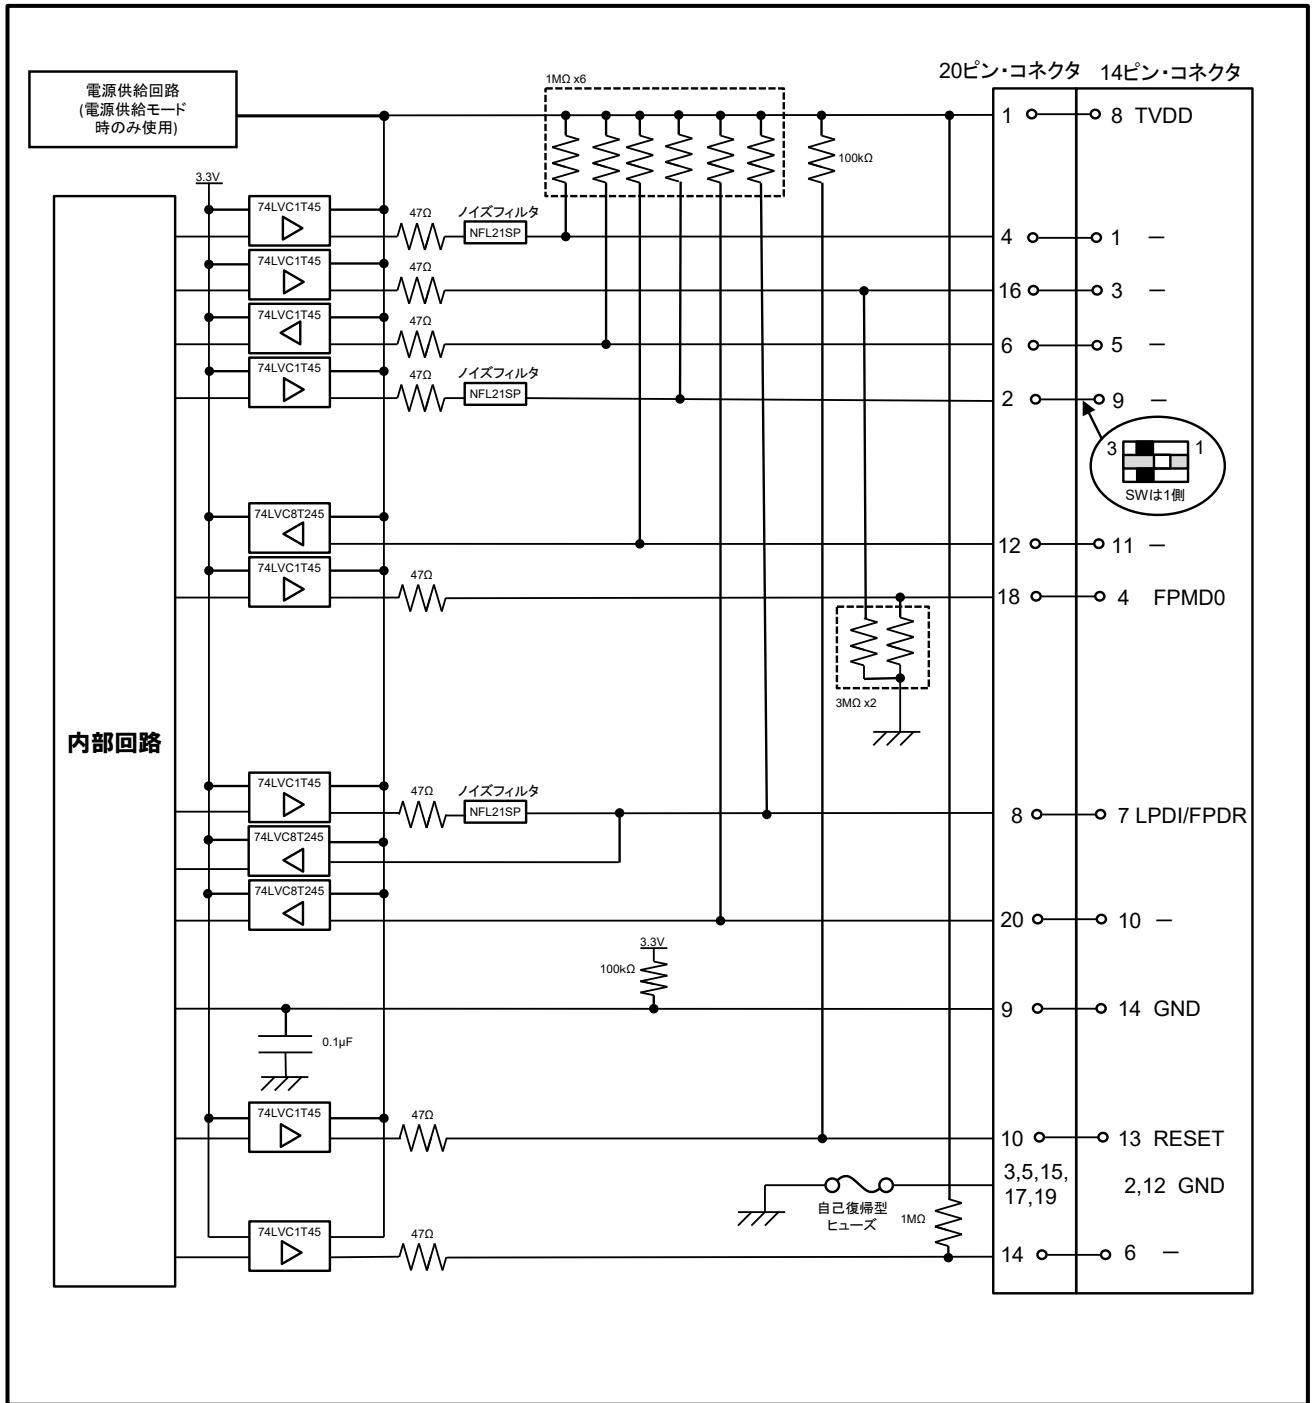 20ピン・コネクタ 14ピン・コネクタ
電源供給回路
(電源供給モード
時のみ使用)
1MΩ x6
1 8 TVDD
100kΩ
3.3V
74LVC1T45
47Ω
ノイズフィルタ
NFL21SP
4 1 —
74LVC1T45
47Ω
16 3 —
74LVC1T45
47Ω
6 5 —
74LVC1T45
47Ω
ノイズフィルタ
NFL21SP
2 9 —
3 1
SWは1側
74LVC8T245
12 11 —
74LVC1T45
47Ω
18 4 FPMD0
3MΩ x2
内部回路
74LVC1T45
47Ω
ノイズフィルタ
NFL21SP
8 7 LPDI/FPDR
74LVC8T245
74LVC8T245
20 10 —
3.3V
100kΩ
9 14 GND
0.1µF
74LVC1T45
47Ω
10 13 RESET
3,5,15,
17,19
2,12 GND
自己復帰型
ヒューズ
1MΩ
74LVC1T45
47Ω
14 6 —